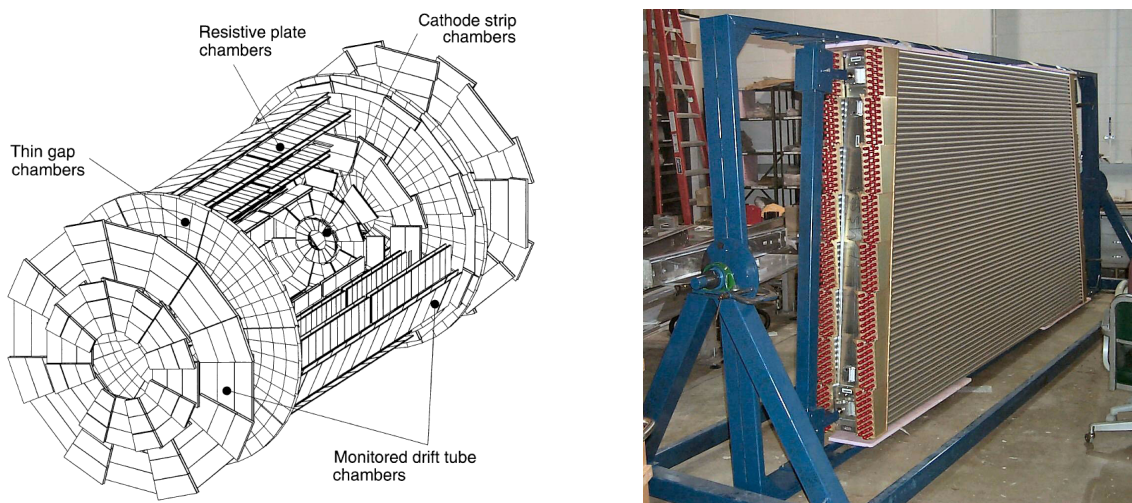 Resistive plate
chambers
Cathode strip
chambers
Thin gap
chambers
Monitored drift tube
chambers